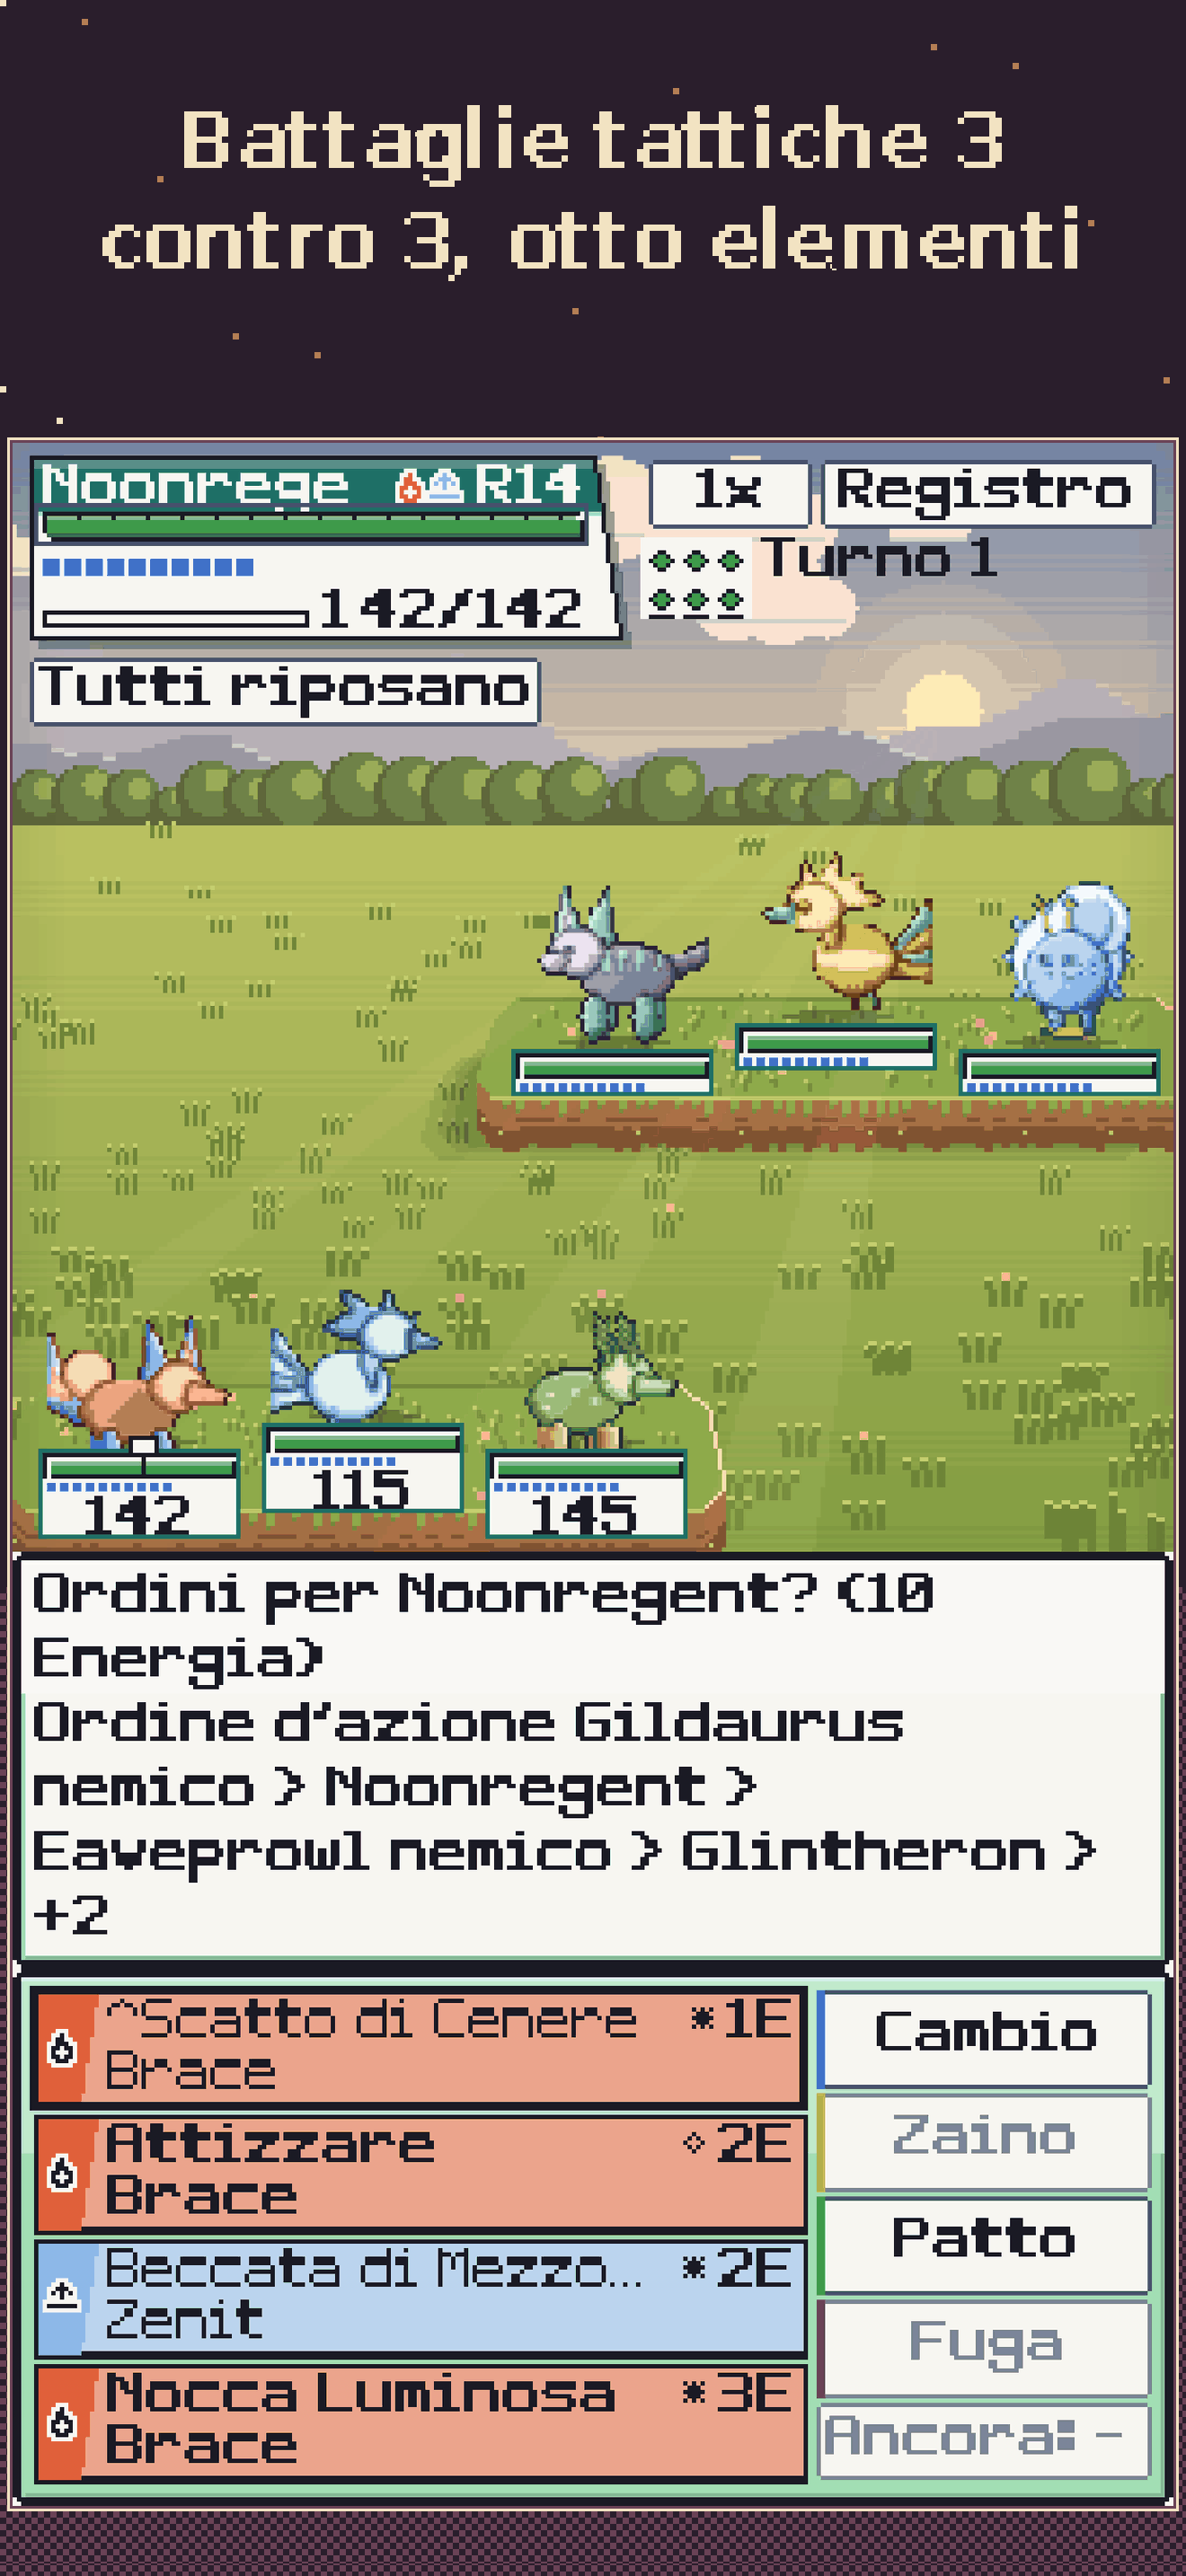 Battaglie tattiche 3
contro 3, otto elementi
Noonrege R14
1x
Registro
Turno 1
142/142
Tutti riposano
142
115
145
Ordini per Noonregent? (10
Energia)
Ordine d'azione Gildaurus
nemico > Noonregent >
Eaveprowl nemico > Glintheron >
+2
^Scatto di Cenere *1E
Brace
Cambio
Attizzare ◇2E
Brace
Zaino
Patto
Beccata di Mezzo... *2E
Zenit
Fuga
Nocca Luminosa *3E
Brace
Ancora: -